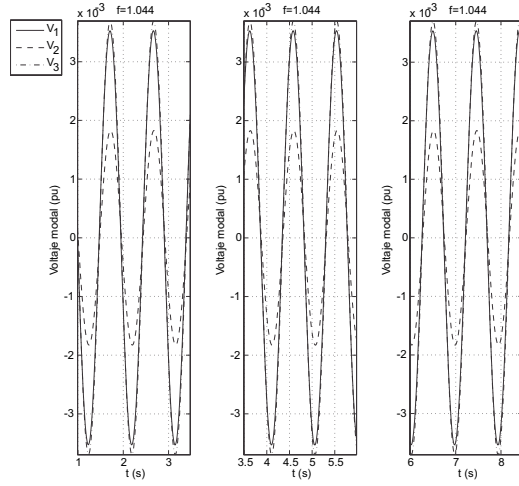 V1
V2
V3
x 10^-3
f=1.044
3
2
1
0
-1
-2
-3
1
2
3
t (s)
Voltaje modal (pu)
x 10^-3
f=1.044
3
2
1
0
-1
-2
-3
3.5
4
4.5
5
5.5
t (s)
Voltaje modal (pu)
x 10^-3
f=1.044
3
2
1
0
-1
-2
-3
6
7
8
t (s)
Voltaje modal (pu)